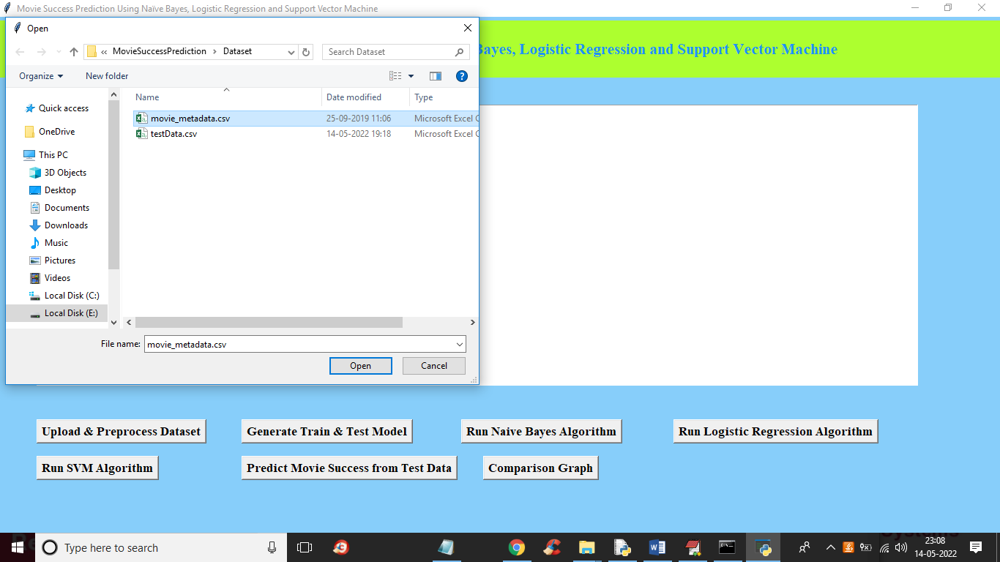 Movie Success Prediction Using Naïve Bayes, Logistic Regression and Support Vector Machine
Bayes, Logistic Regression and Support Vector Machine
Open
« MovieSuccessPrediction › Dataset
Search Dataset
Organize
New folder
Name
Date modified
Type
Quick access
OneDrive
This PC
3D Objects
Desktop
Documents
Downloads
Music
Pictures
Videos
Local Disk (C:)
Local Disk (E:)
movie_metadata.csv 25-09-2019 11:06 Microsoft Excel C
testData.csv 14-05-2022 19:18 Microsoft Excel C
File name: movie_metadata.csv
Open
Cancel
Upload & Preprocess Dataset
Generate Train & Test Model
Run Naive Bayes Algorithm
Run Logistic Regression Algorithm
Run SVM Algorithm
Predict Movie Success from Test Data
Comparison Graph
Type here to search
23:08
14-05-2022